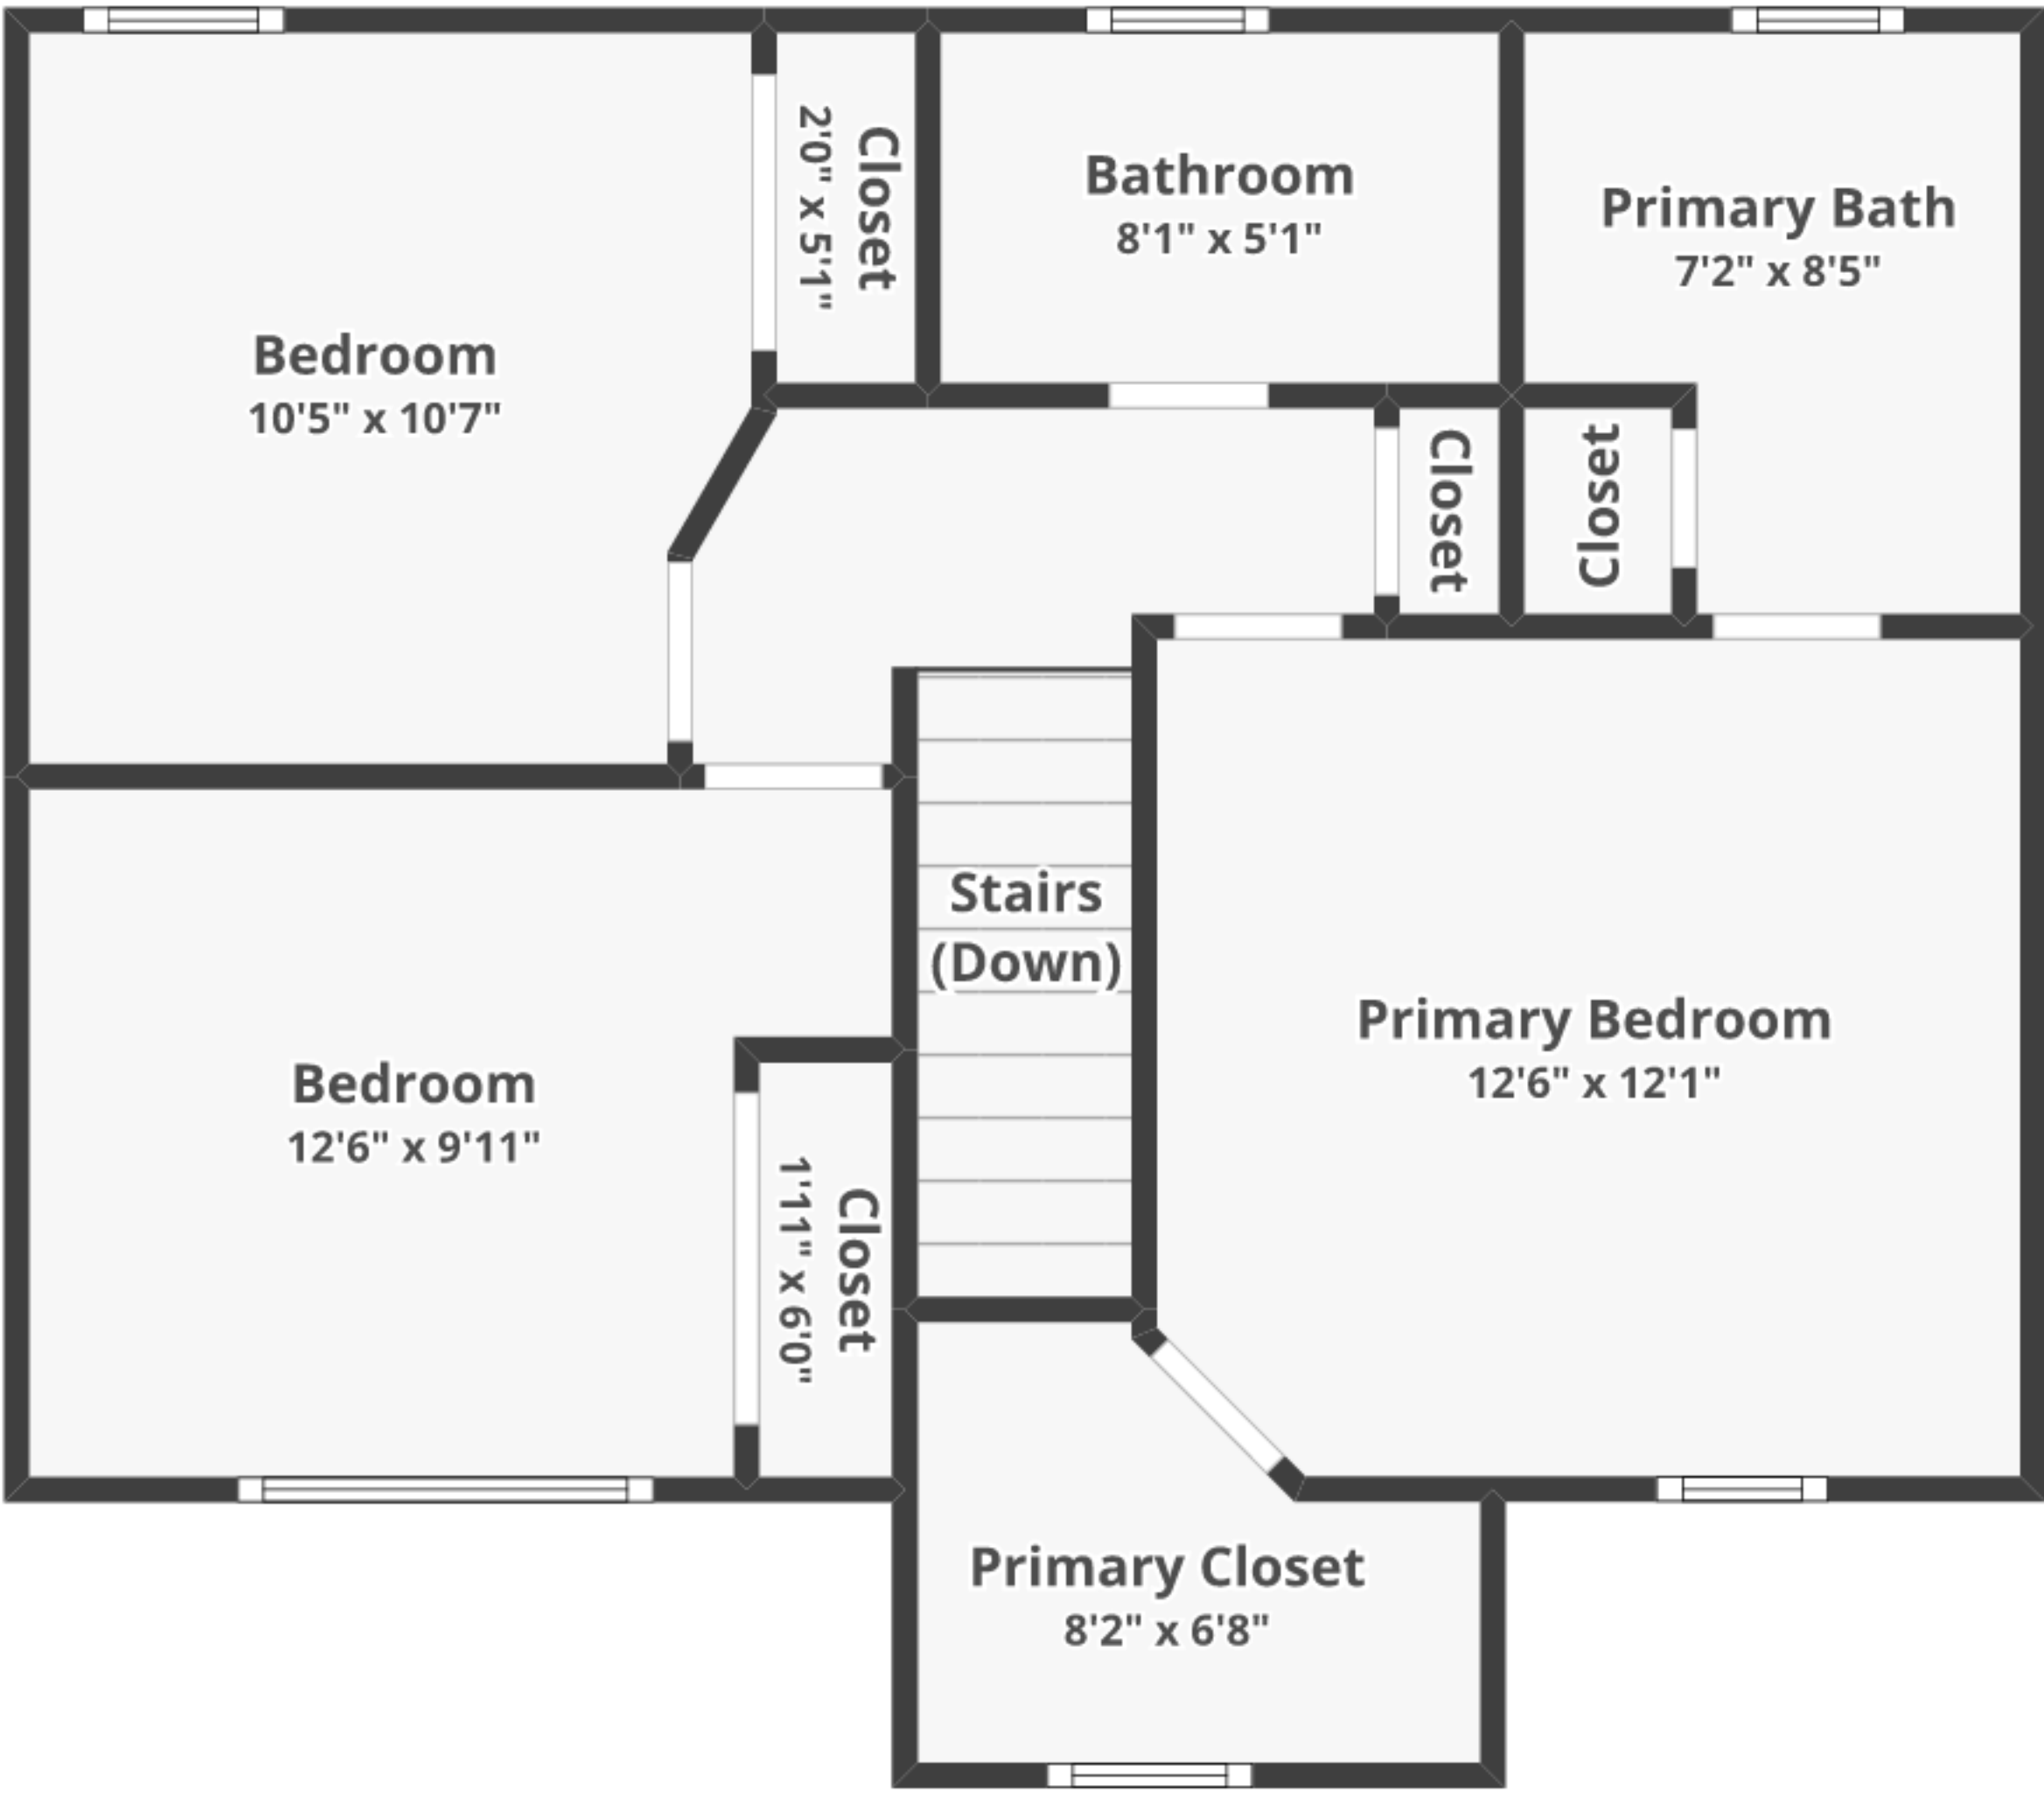 Closet
2'0" x 5'1"
Bathroom
8'1" x 5'1"
Primary Bath
7'2" x 8'5"
Bedroom
10'5" x 10'7"
Closet
Closet
Stairs
(Down)
Primary Bedroom
12'6" x 12'1"
Bedroom
12'6" x 9'11"
Closet
1'11" x 6'0"
Primary Closet
8'2" x 6'8"